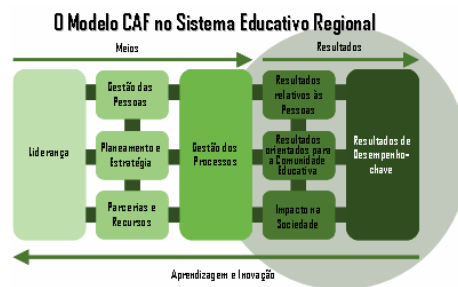 O Modelo CAF no Sistema Educativo Regional
Meios
Resultados
Liderança
Gestão das
Pessoas
Planeamento e
Estratégia
Parcerias e
Recursos
Gestão dos
Processos
Resultados
relativos às
Pessoas
Resultados
orientados para
a Comunidade
Educativa
Impacto na
Sociedade
Resultados de
Desempenho-
chave
Aprendizagem e Inovação